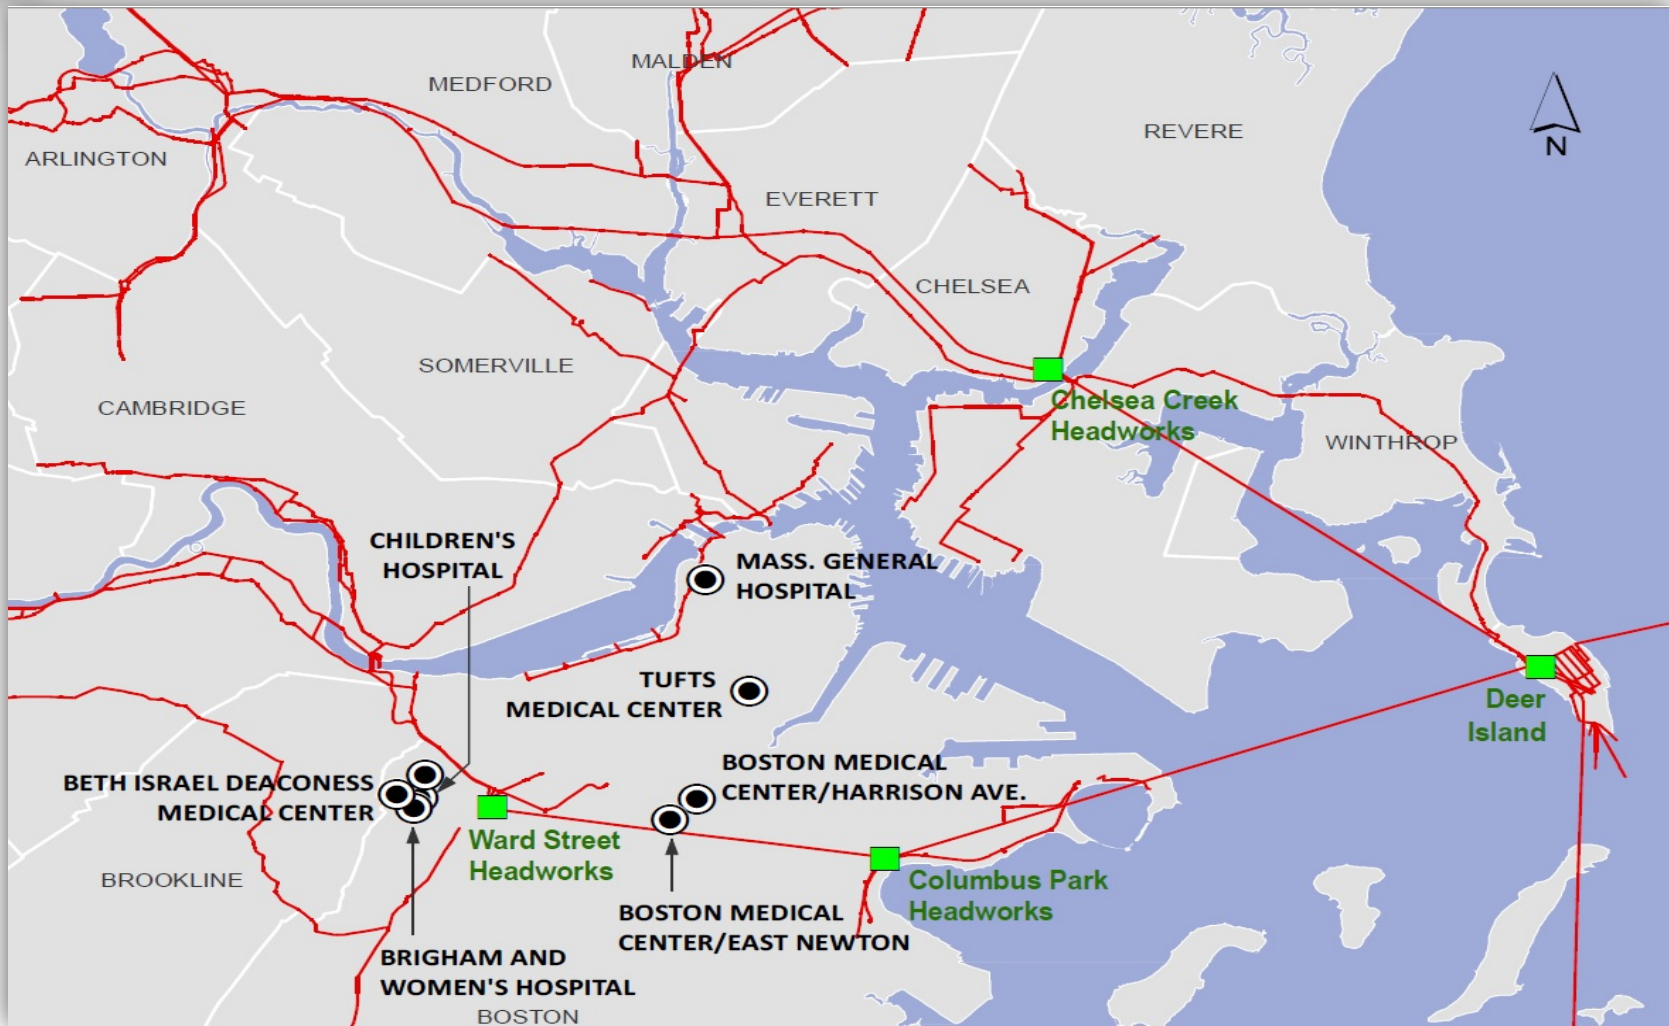 MALDEN
MEDFORD
REVERE
N
ARLINGTON
EVERETT
CHELSEA
SOMERVILLE
CAMBRIDGE
Chelsea Creek
Headworks
WINTHROP
CHILDREN'S
HOSPITAL
MASS. GENERAL
HOSPITAL
TUFTS
MEDICAL CENTER
Deer
Island
BETH ISRAEL DEACONESS
MEDICAL CENTER
BOSTON MEDICAL
CENTER/HARRISON AVE.
Ward Street
Headworks
BROOKLINE
Columbus Park
Headworks
BOSTON MEDICAL
CENTER/EAST NEWTON
BRIGHAM AND
WOMEN'S HOSPITAL
BOSTON